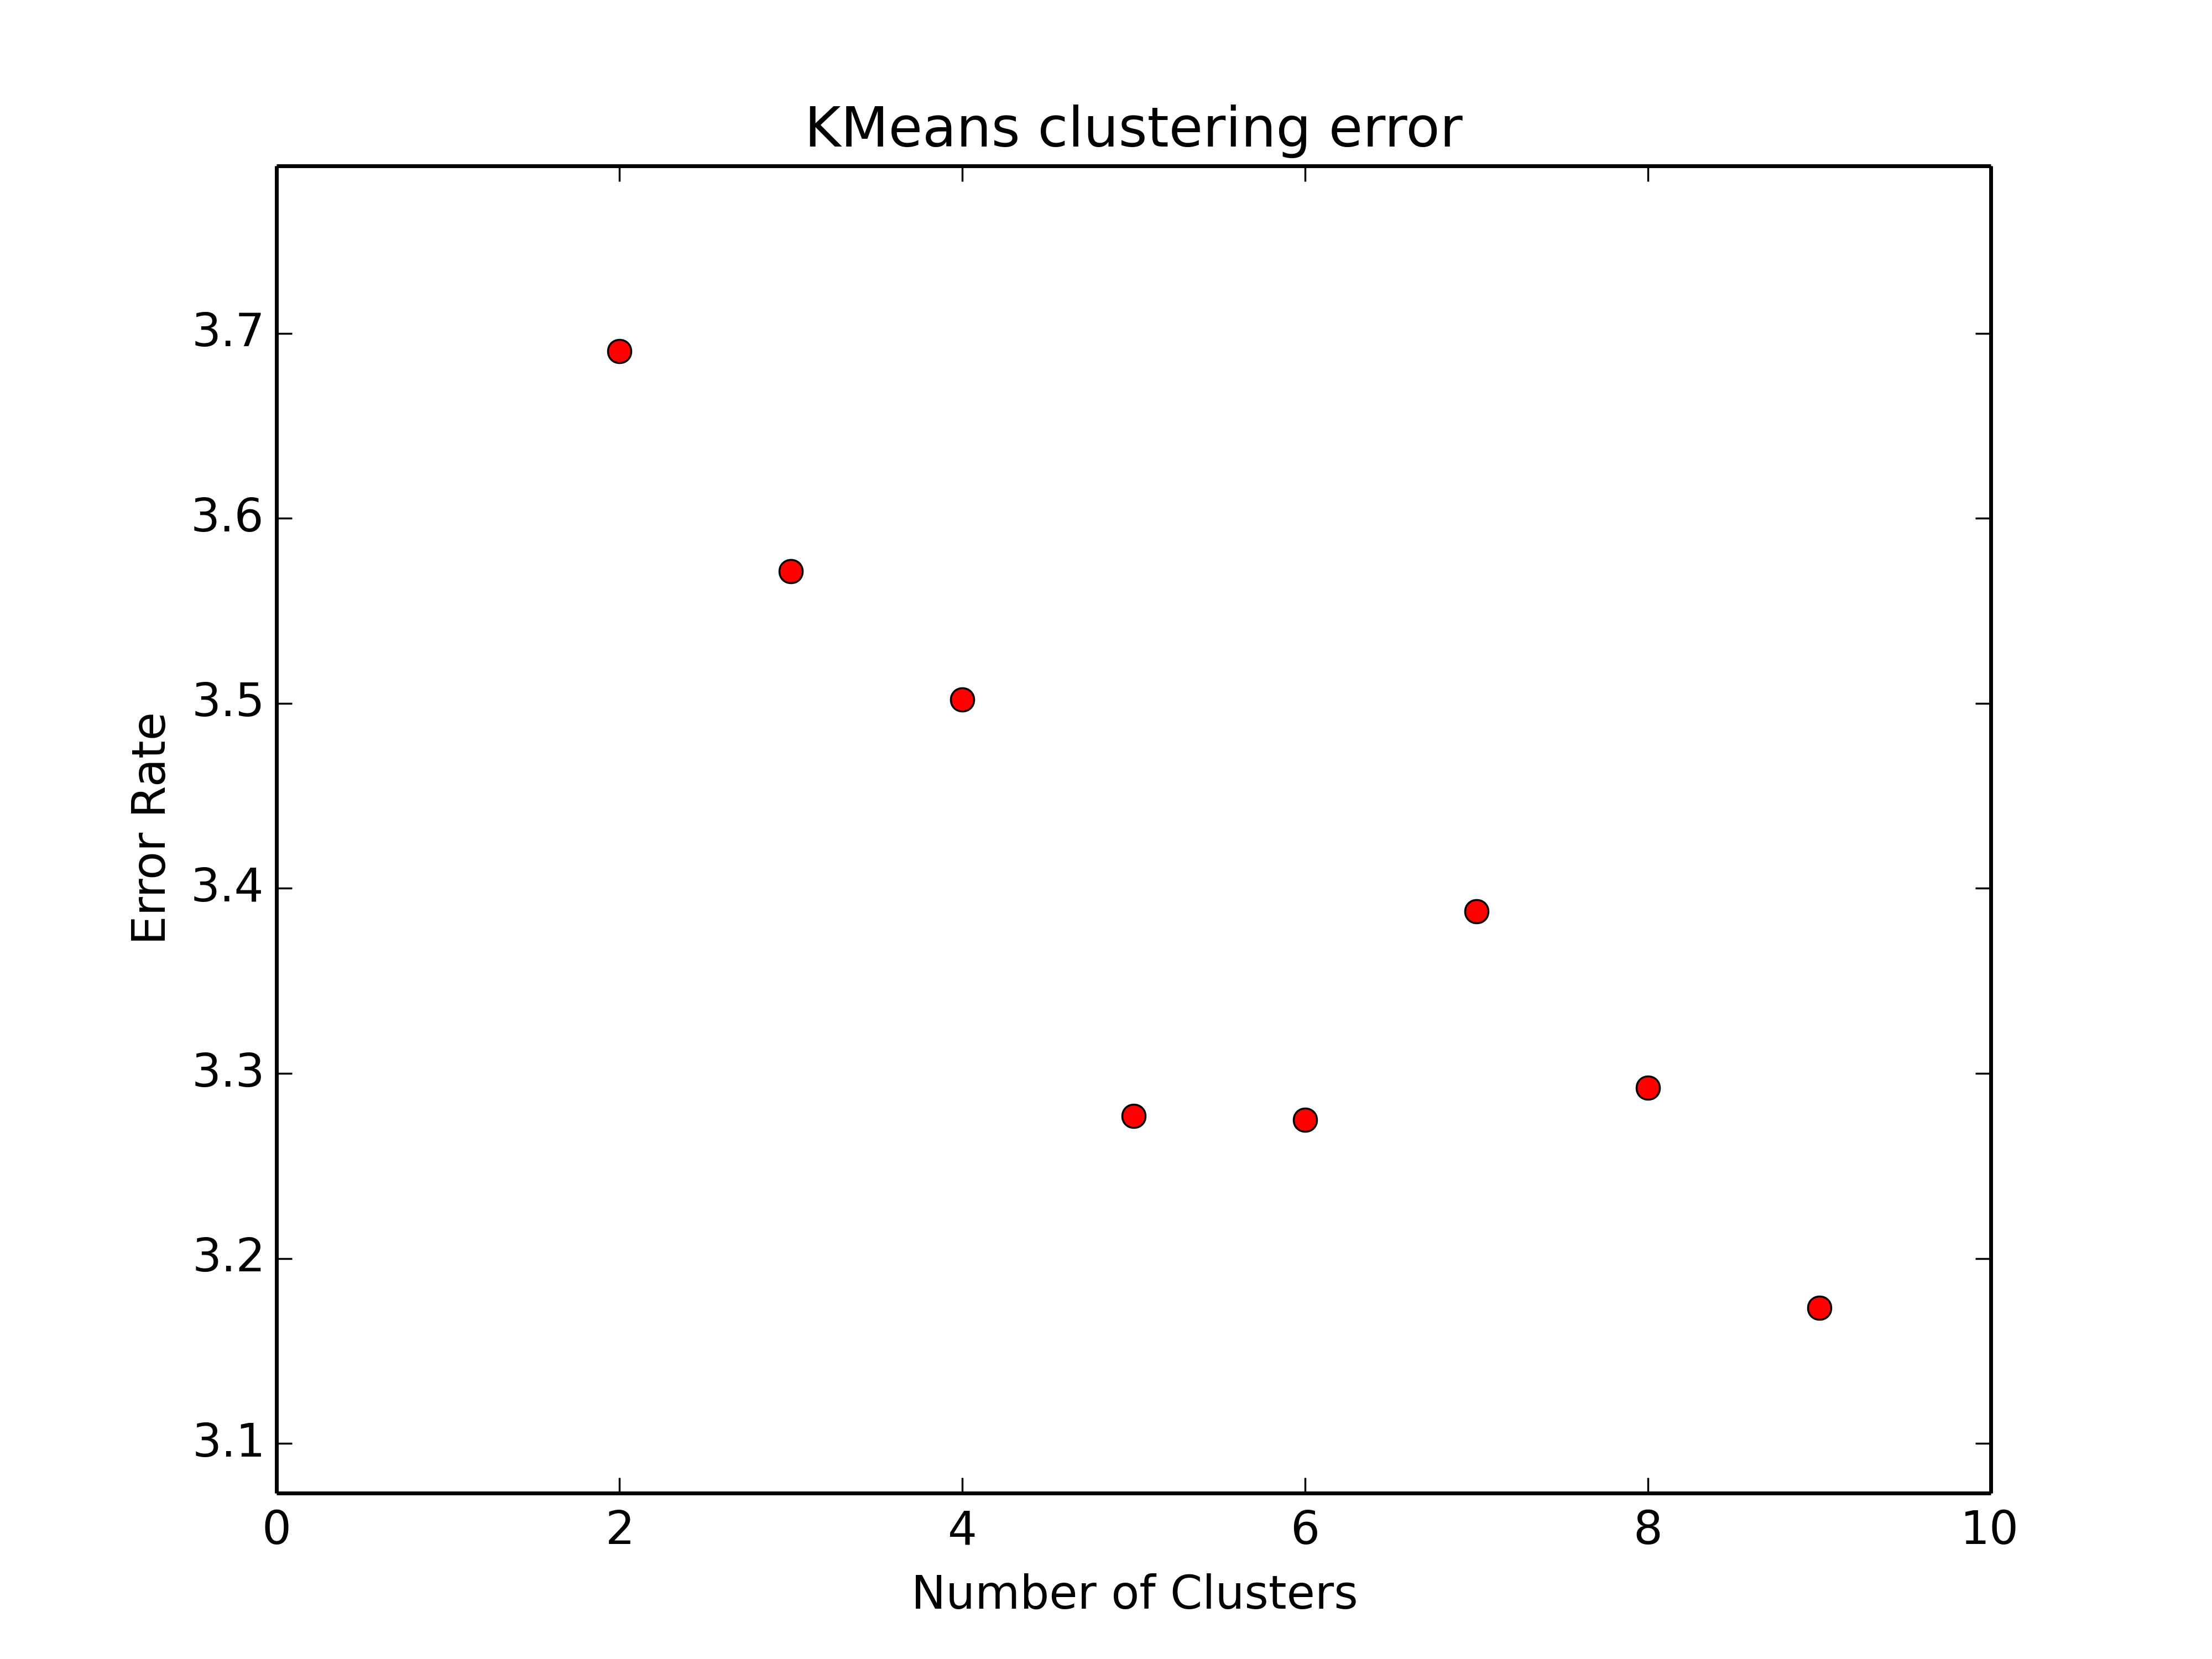 KMeans clustering error
3.7
3.6
3.5
3.4
3.3
3.2
3.1
Error Rate
0 2 4 6 8 10
Number of Clusters